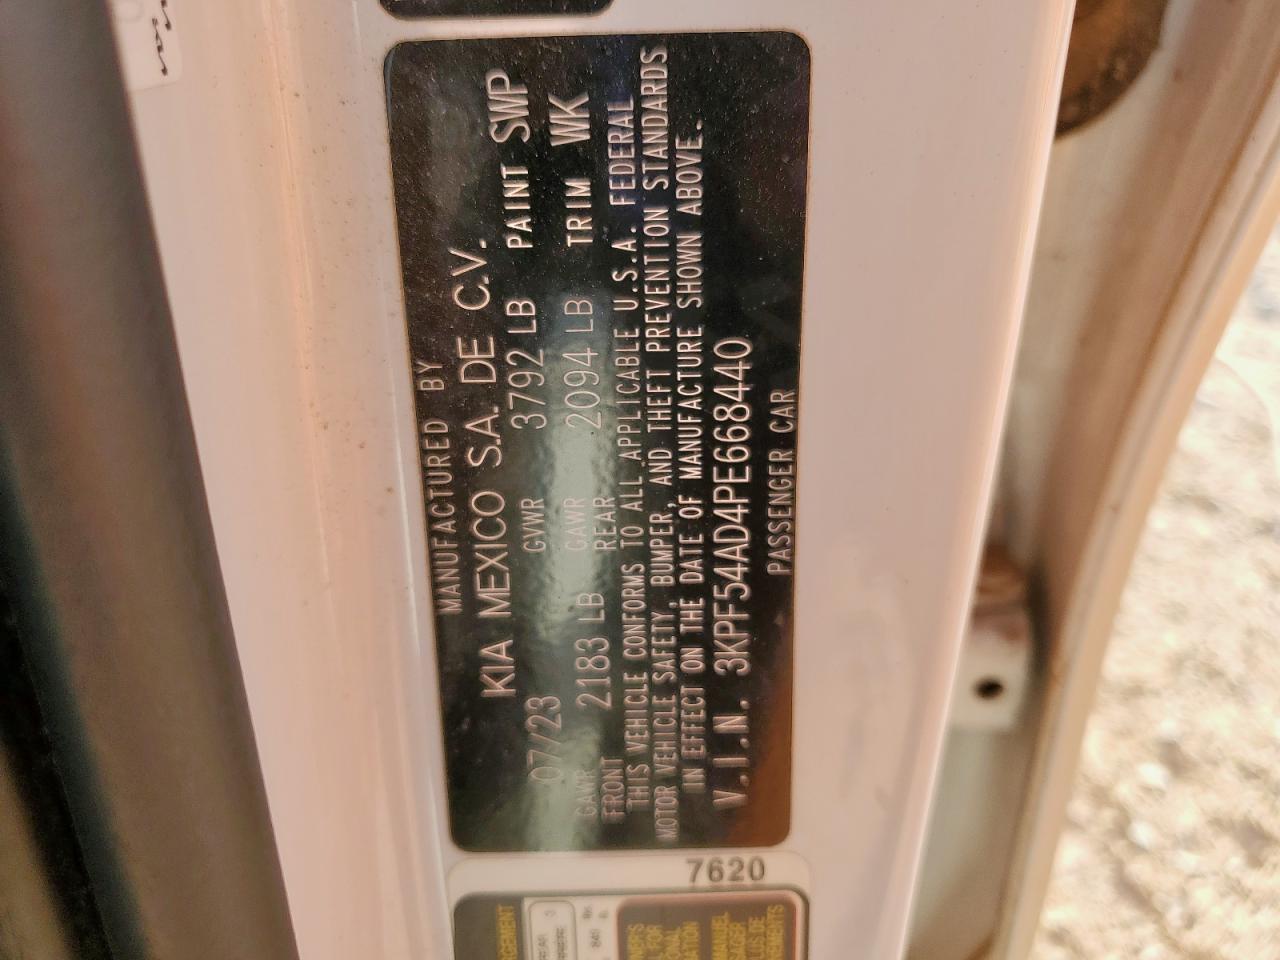 MANUFACTURED BY
KIA MEXICO S.A. DE C.V.
07/23 GVWR 3792 LB PAINT SWP
GAWR FRONT 2183 LB GAWR REAR 2094 LB TRIM WK
THIS VEHICLE CONFORMS TO ALL APPLICABLE U.S.A. FEDERAL
MOTOR VEHICLE SAFETY, BUMPER, AND THEFT PREVENTION STANDARDS
IN EFFECT ON THE DATE OF MANUFACTURE SHOWN ABOVE.
V.I.N. 3KPF54AD4PE668440
PASSENGER CAR
7620